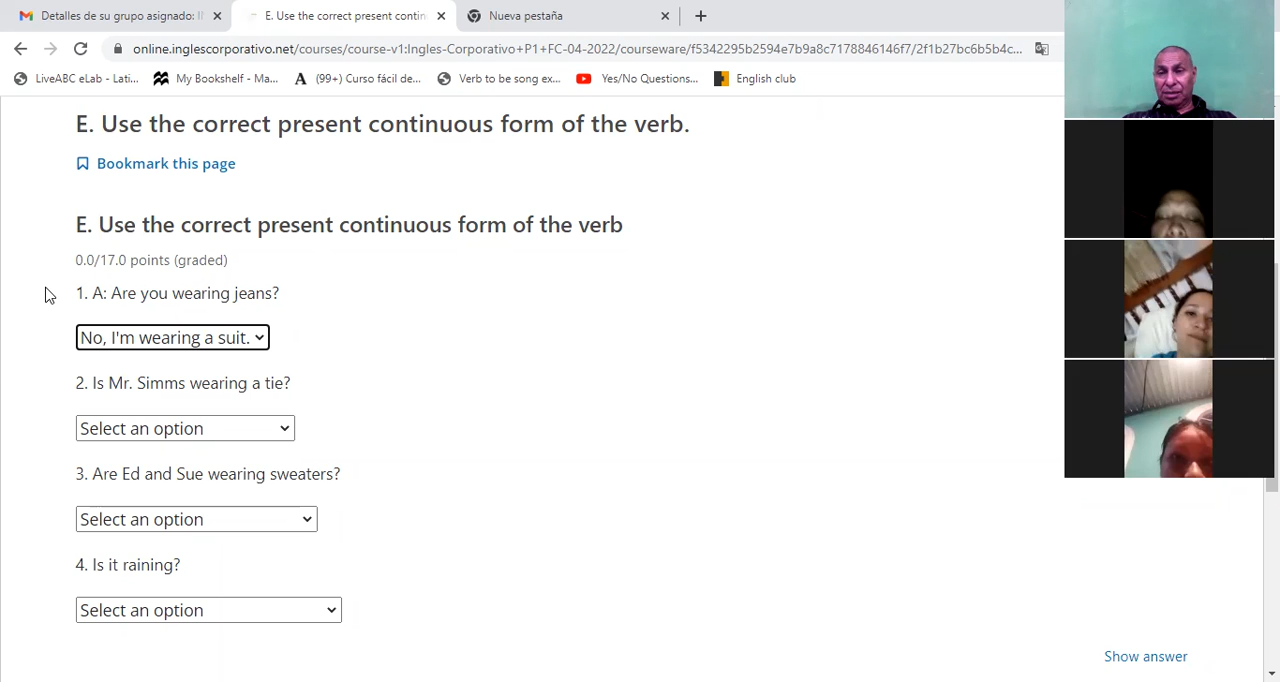 Detalles de su grupo asignado: I
E. Use the correct present contin
Nueva pestaña
online.inglescorporativo.net/courses/course-v1:Ingles-Corporativo+P1+FC-04-2022/courseware/f5342295b2594e7b9a8c7178846146f7/2f1b27bc6b5b4c...
LiveABC eLab - Lati...
My Bookshelf - Ma...
(99+) Curso fácil de...
Verb to be song ex...
Yes/No Questions...
English club
E. Use the correct present continuous form of the verb.
Bookmark this page
E. Use the correct present continuous form of the verb
0.0/17.0 points (graded)
1. A: Are you wearing jeans?
No, I'm wearing a suit.
2. Is Mr. Simms wearing a tie?
Select an option
3. Are Ed and Sue wearing sweaters?
Select an option
4. Is it raining?
Select an option
Show answer